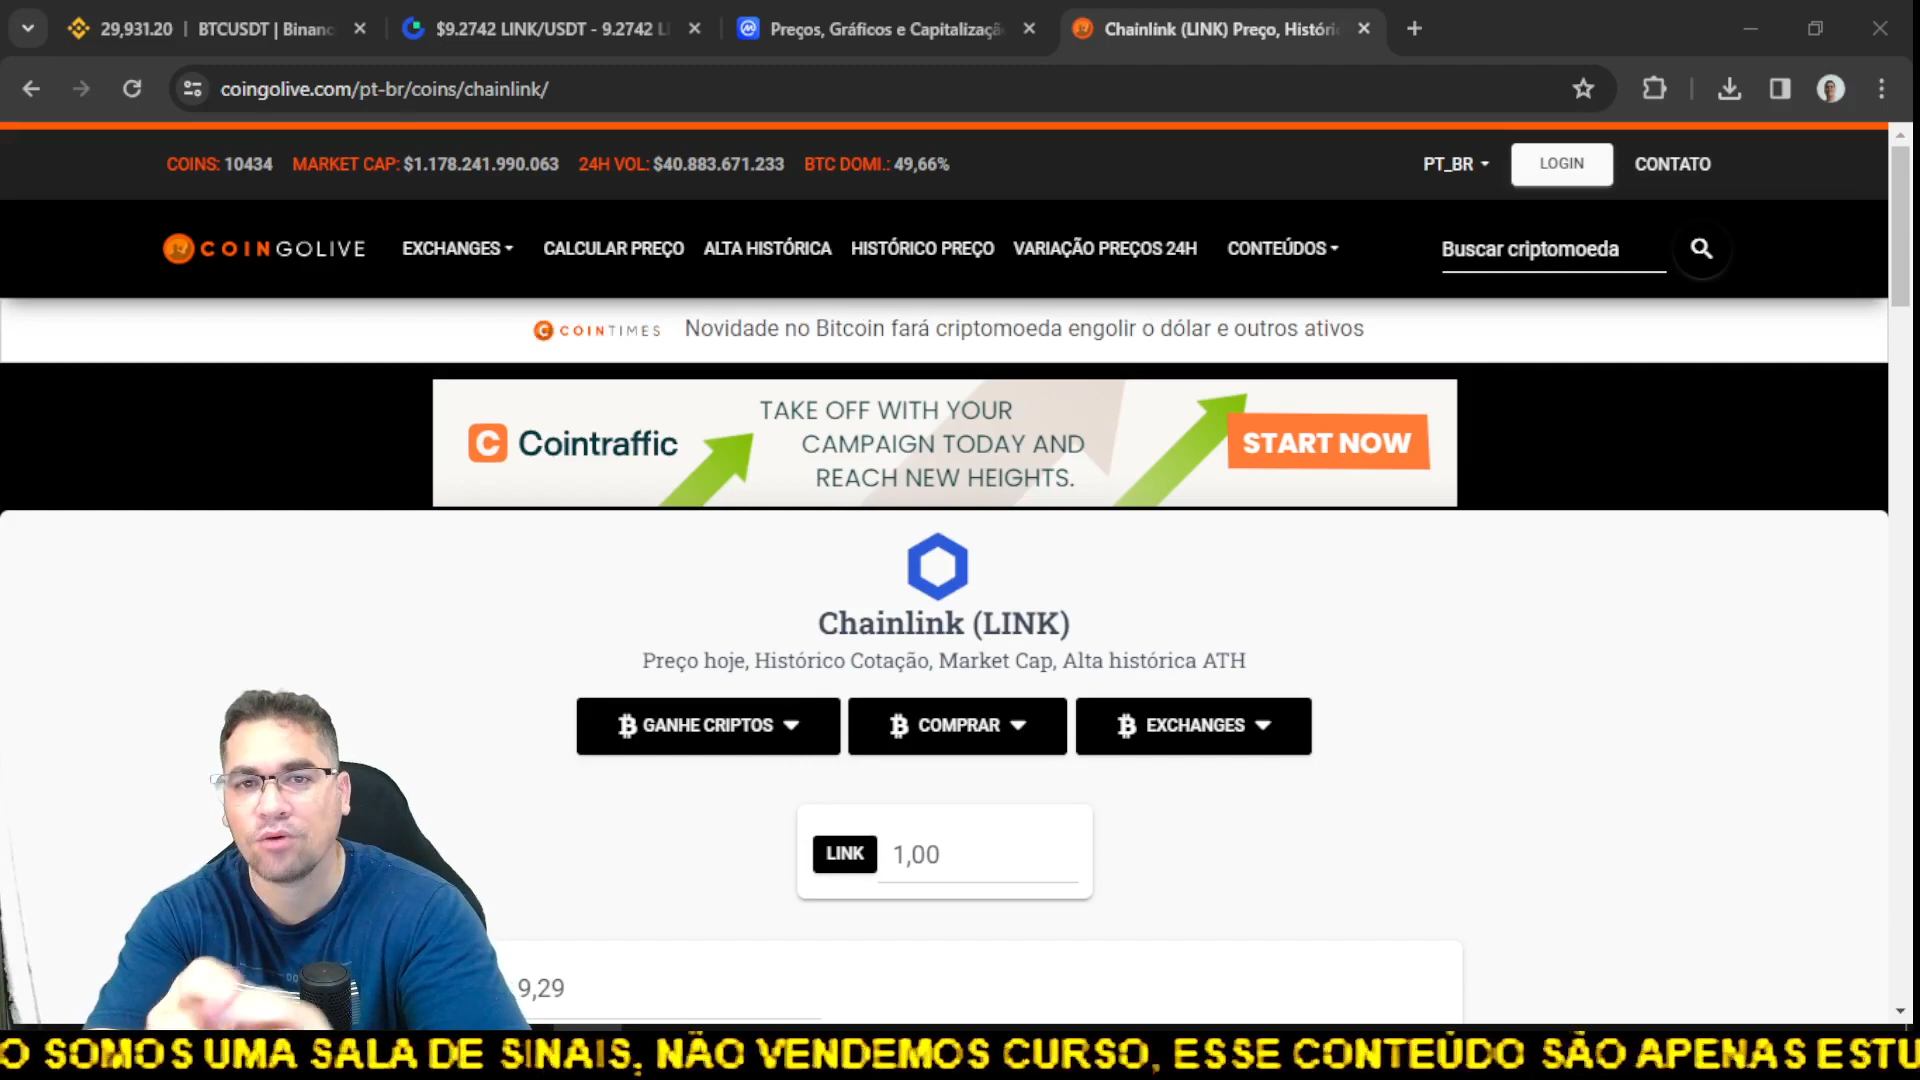 29,931.20 | BTCUSDT | Binanc
$9.2742 LINK/USDT - 9.2742 LI
Preços, Gráficos e Capitalizaçã
Chainlink (LINK) Preço, Históri
coingolive.com/pt-br/coins/chainlink/
COINS: 10434 MARKET CAP: $1.178.241.990.063 24H VOL: $40.883.671.233 BTC DOMI.: 49,66%
PT_BR LOGIN CONTATO
COINGOLIVE EXCHANGES CALCULAR PREÇO ALTA HISTÓRICA HISTÓRICO PREÇO VARIAÇÃO PREÇOS 24H CONTEÚDOS Buscar criptomoeda
COINTIMES Novidade no Bitcoin fará criptomoeda engolir o dólar e outros ativos
C Cointraffic
TAKE OFF WITH YOUR
CAMPAIGN TODAY AND
REACH NEW HEIGHTS.
START NOW
Chainlink (LINK)
Preço hoje, Histórico Cotação, Market Cap, Alta histórica ATH
GANHE CRIPTOS COMPRAR EXCHANGES
LINK 1,00
9,29
O SOMOS UMA SALA DE SINAIS, NÃO VENDEMOS CURSO, ESSE CONTEÚDO SÃO APENAS ESTU